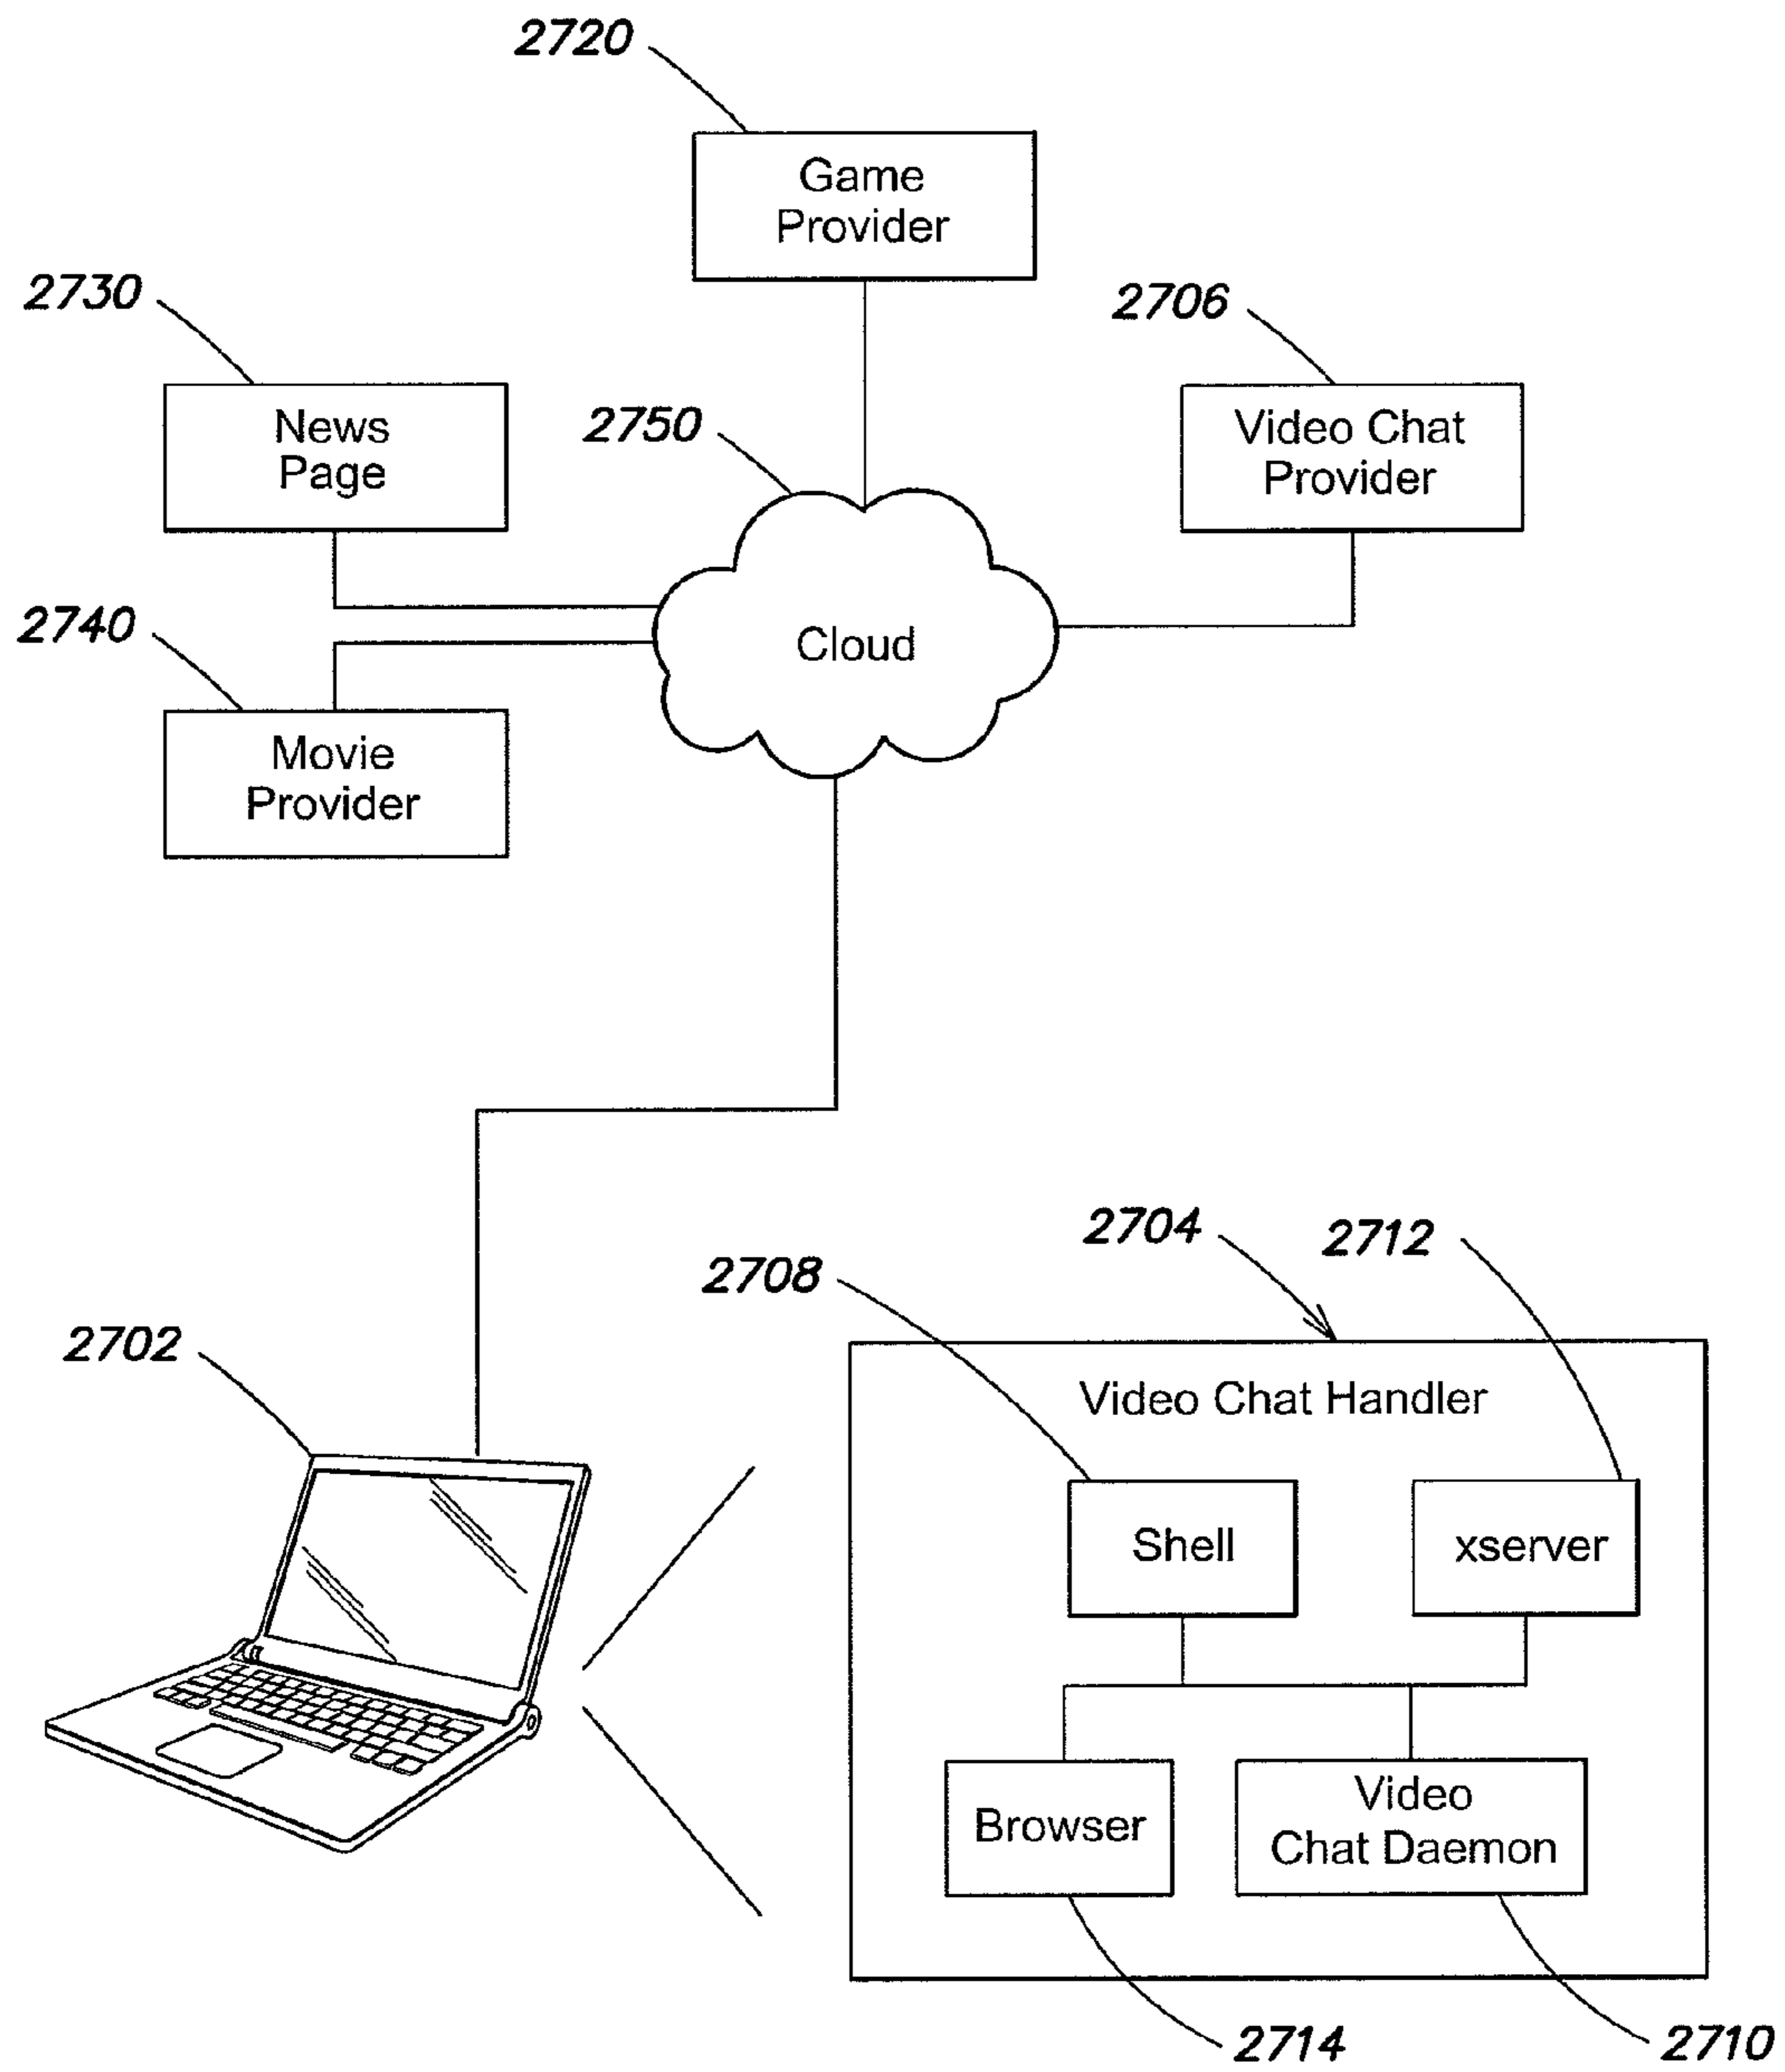 2720
Game
Provider
2730
2706
News
Page
2750
Video Chat
Provider
2740
Cloud
Movie
Provider
2704
2712
2708
2702
Video Chat Handler
Shell
xserver
Browser
Video
Chat Daemon
2714
2710